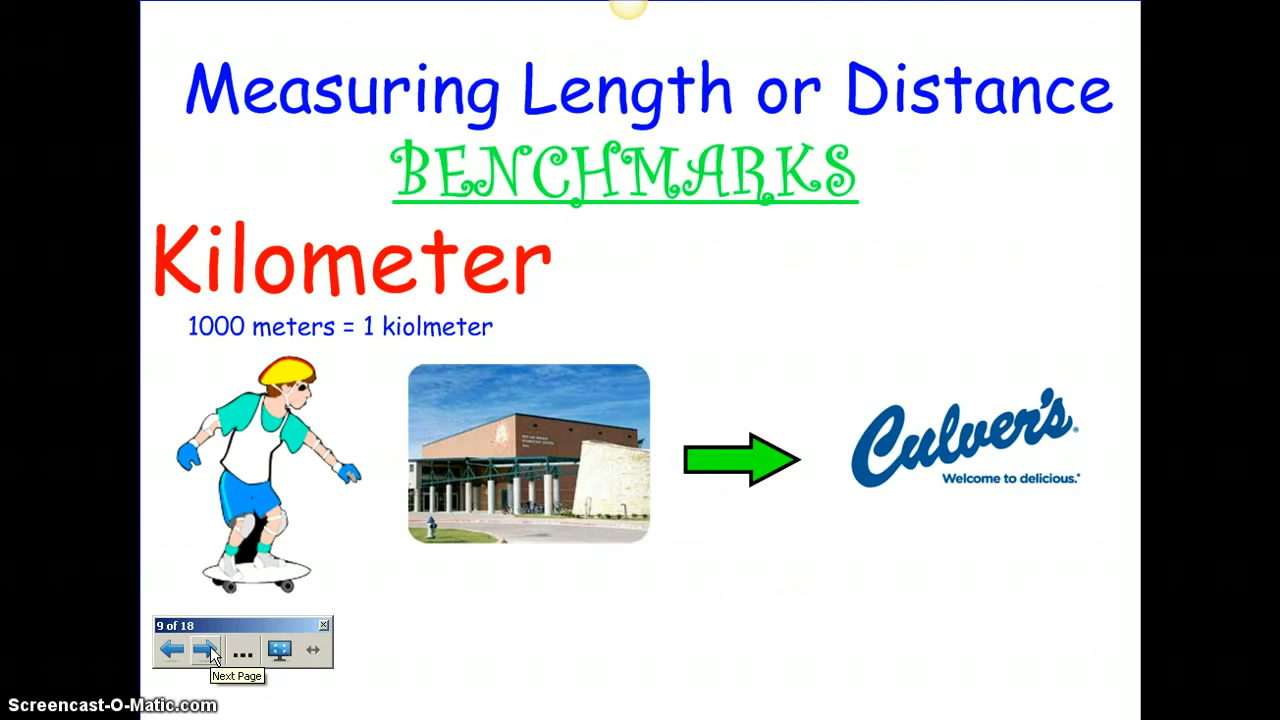 Measuring Length or Distance
BENCHMARKS
Kilometer
1000 meters = 1 kiolmeter
Culver's®
Welcome to delicious.®
9 of 18
...
Next Page
Screencast-O-Matic.com